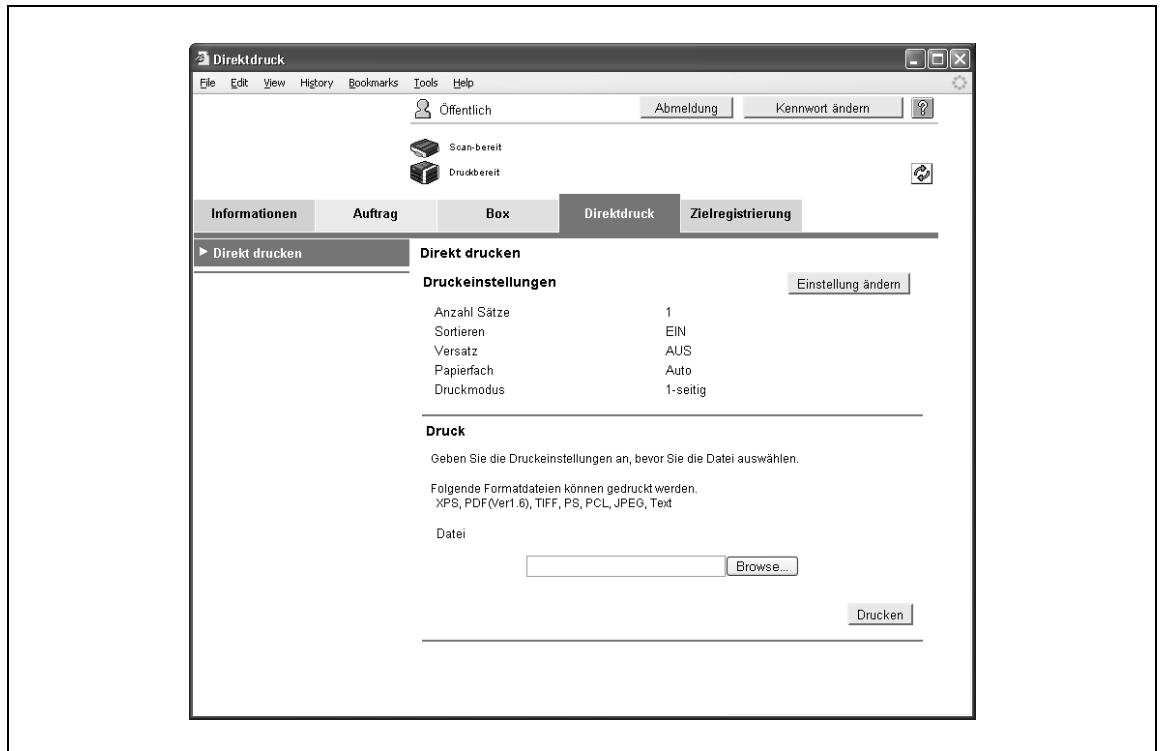 Direktdruck
File Edit View History Bookmarks Tools Help
Öffentlich Abmeldung Kennwort ändern ?
Scan-bereit
Druckbereit
Informationen Auftrag Box Direktdruck Zielregistrierung
Direkt drucken
Direkt drucken
Druckeinstellungen Einstellung ändern
Anzahl Sätze 1
Sortieren EIN
Versatz AUS
Papierfach Auto
Druckmodus 1-seitig
Druck
Geben Sie die Druckeinstellungen an, bevor Sie die Datei auswählen.
Folgende Formatdateien können gedruckt werden.
XPS, PDF(Ver1.6), TIFF, PS, PCL, JPEG, Text
Datei
Browse...
Drucken